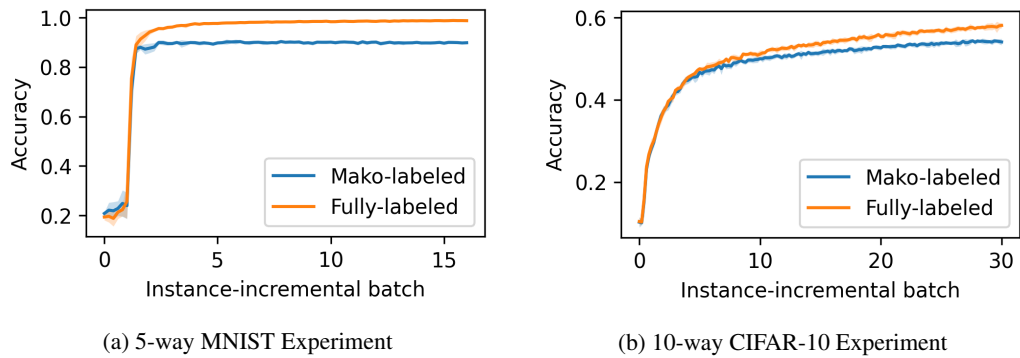 1.0
0.8
0.6
0.4
0.2
Accuracy
Mako-labeled
Fully-labeled
0
5
10
15
Instance-incremental batch
(a) 5-way MNIST Experiment
0.6
0.4
0.2
Accuracy
Mako-labeled
Fully-labeled
0
10
20
30
Instance-incremental batch
(b) 10-way CIFAR-10 Experiment